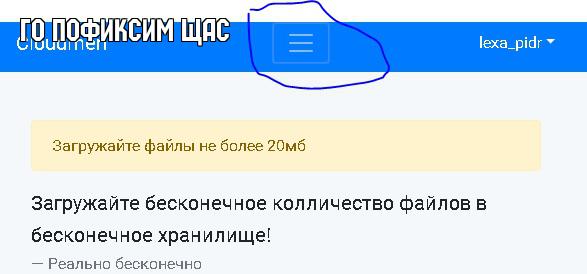 ГО ПОФИКСИМ ЩАС
Cloudmen
lexa_pidr
Загружайте файлы не более 20мб
Загружайте бесконечное колличество файлов в
бесконечное хранилище!
— Реально бесконечно